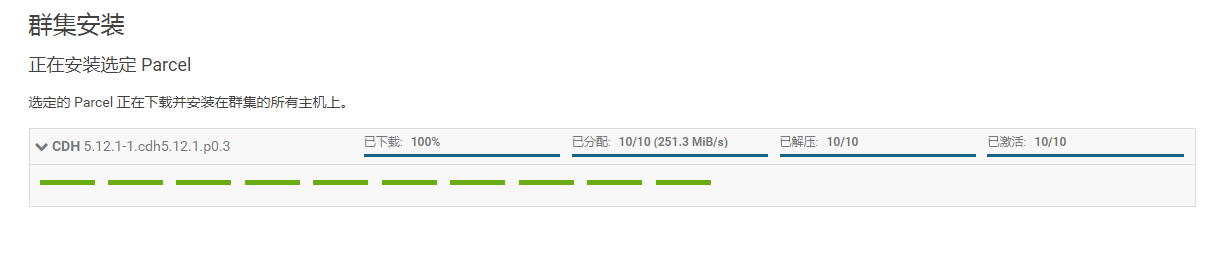 群集安装
正在安装选定 Parcel
选定的 Parcel 正在下载并安装在群集的所有主机上。
CDH 5.12.1-1.cdh5.12.1.p0.3 已下载: 100% 已分配: 10/10 (251.3 MiB/s) 已解压: 10/10 已激活: 10/10